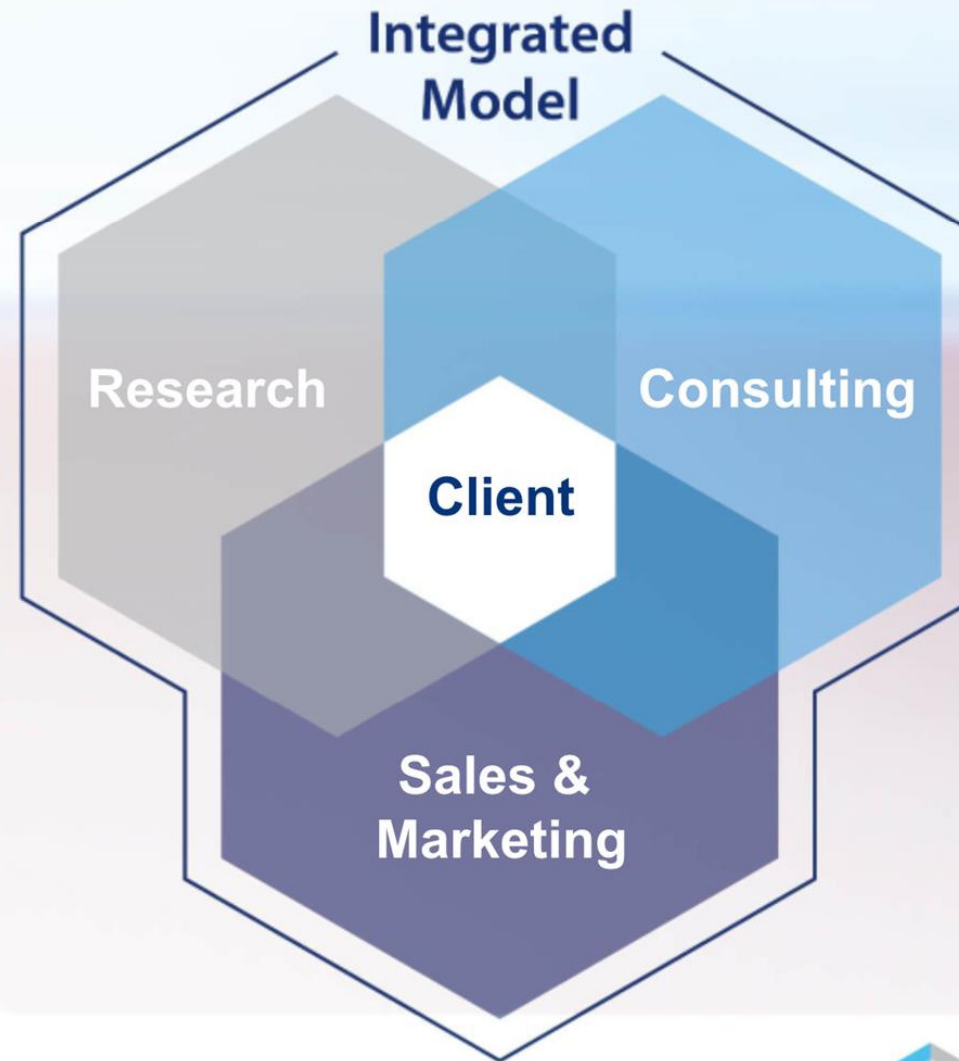 Integrated
Model
Research
Consulting
Client
Sales &
Marketing